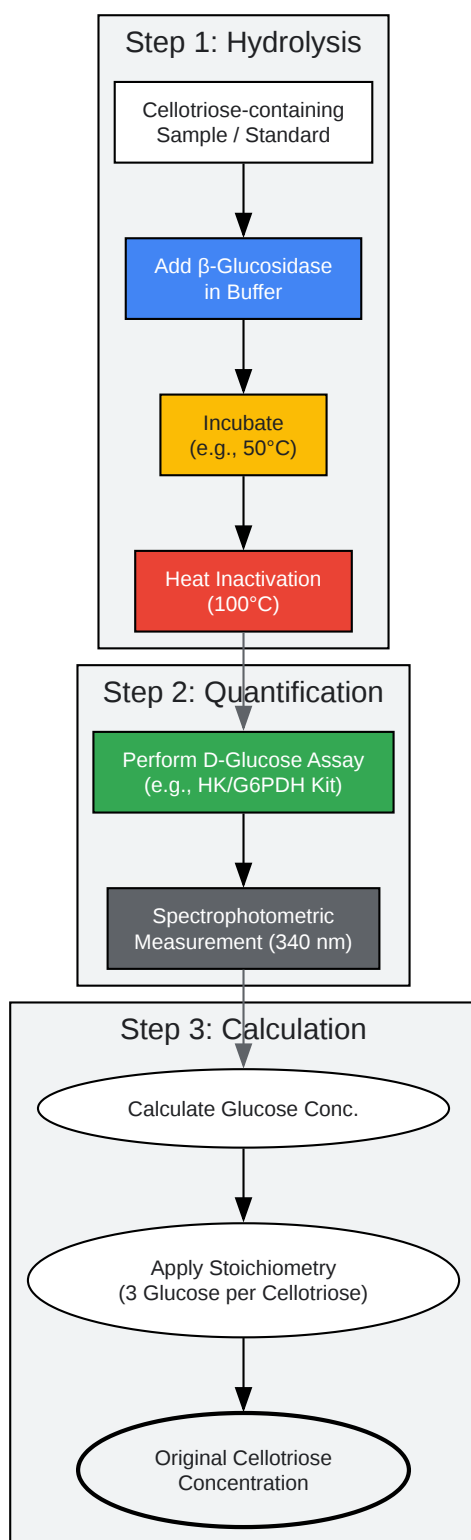 Step 1: Hydrolysis
Cellotriose-containing
Sample / Standard
Add β-Glucosidase
in Buffer
Incubate
(e.g., 50°C)
Heat Inactivation
(100°C)
Step 2: Quantification
Perform D-Glucose Assay
(e.g., HK/G6PDH Kit)
Spectrophotometric
Measurement (340 nm)
Step 3: Calculation
Calculate Glucose Conc.
Apply Stoichiometry
(3 Glucose per Cellotriose)
Original Cellotriose
Concentration